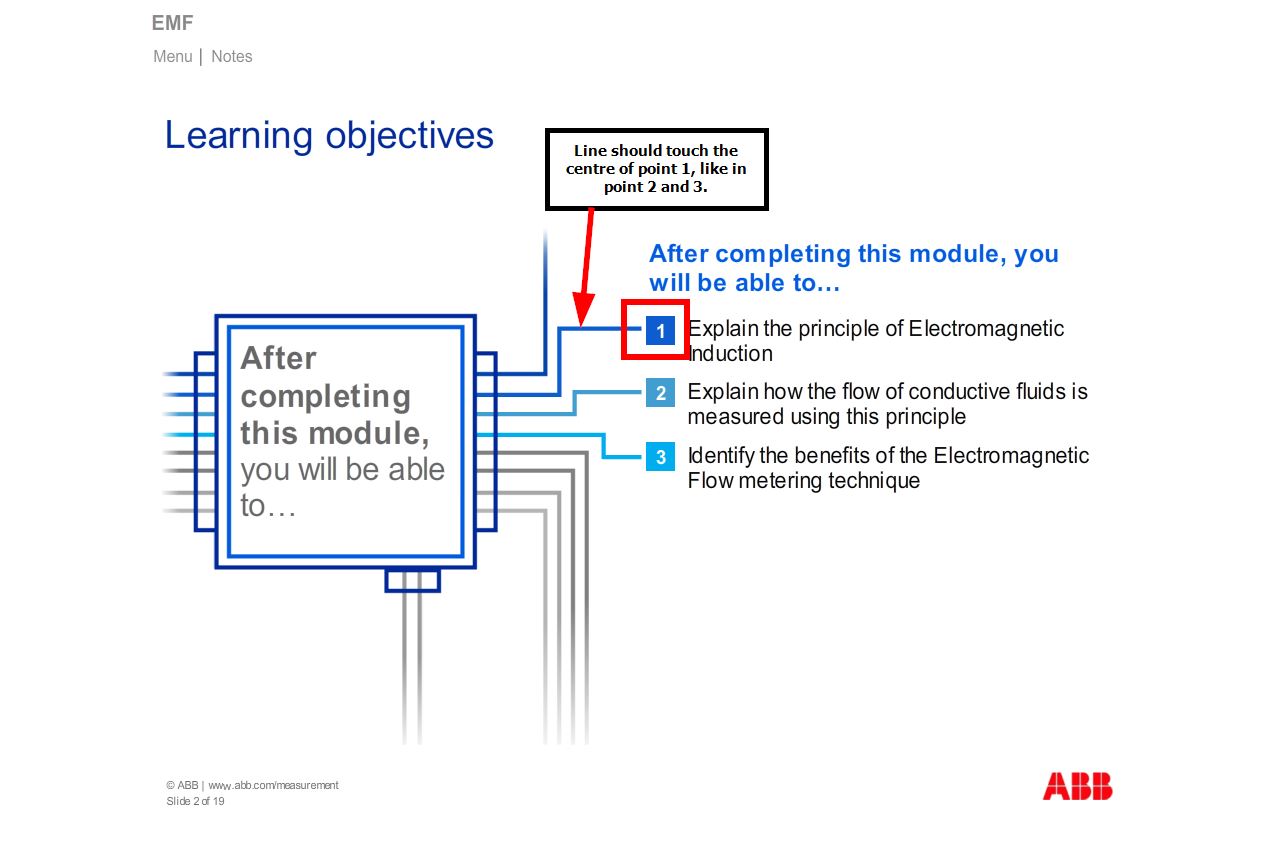 EMF
Menu | Notes
Learning objectives
Line should touch the
centre of point 1, like in
point 2 and 3.
After completing this module, you
will be able to…
After
completing
this module,
you will be able
to…
1 Explain the principle of Electromagnetic
Induction
2 Explain how the flow of conductive fluids is
measured using this principle
3 Identify the benefits of the Electromagnetic
Flow metering technique
© ABB | www.abb.com/measurement
Slide 2 of 19
ABB